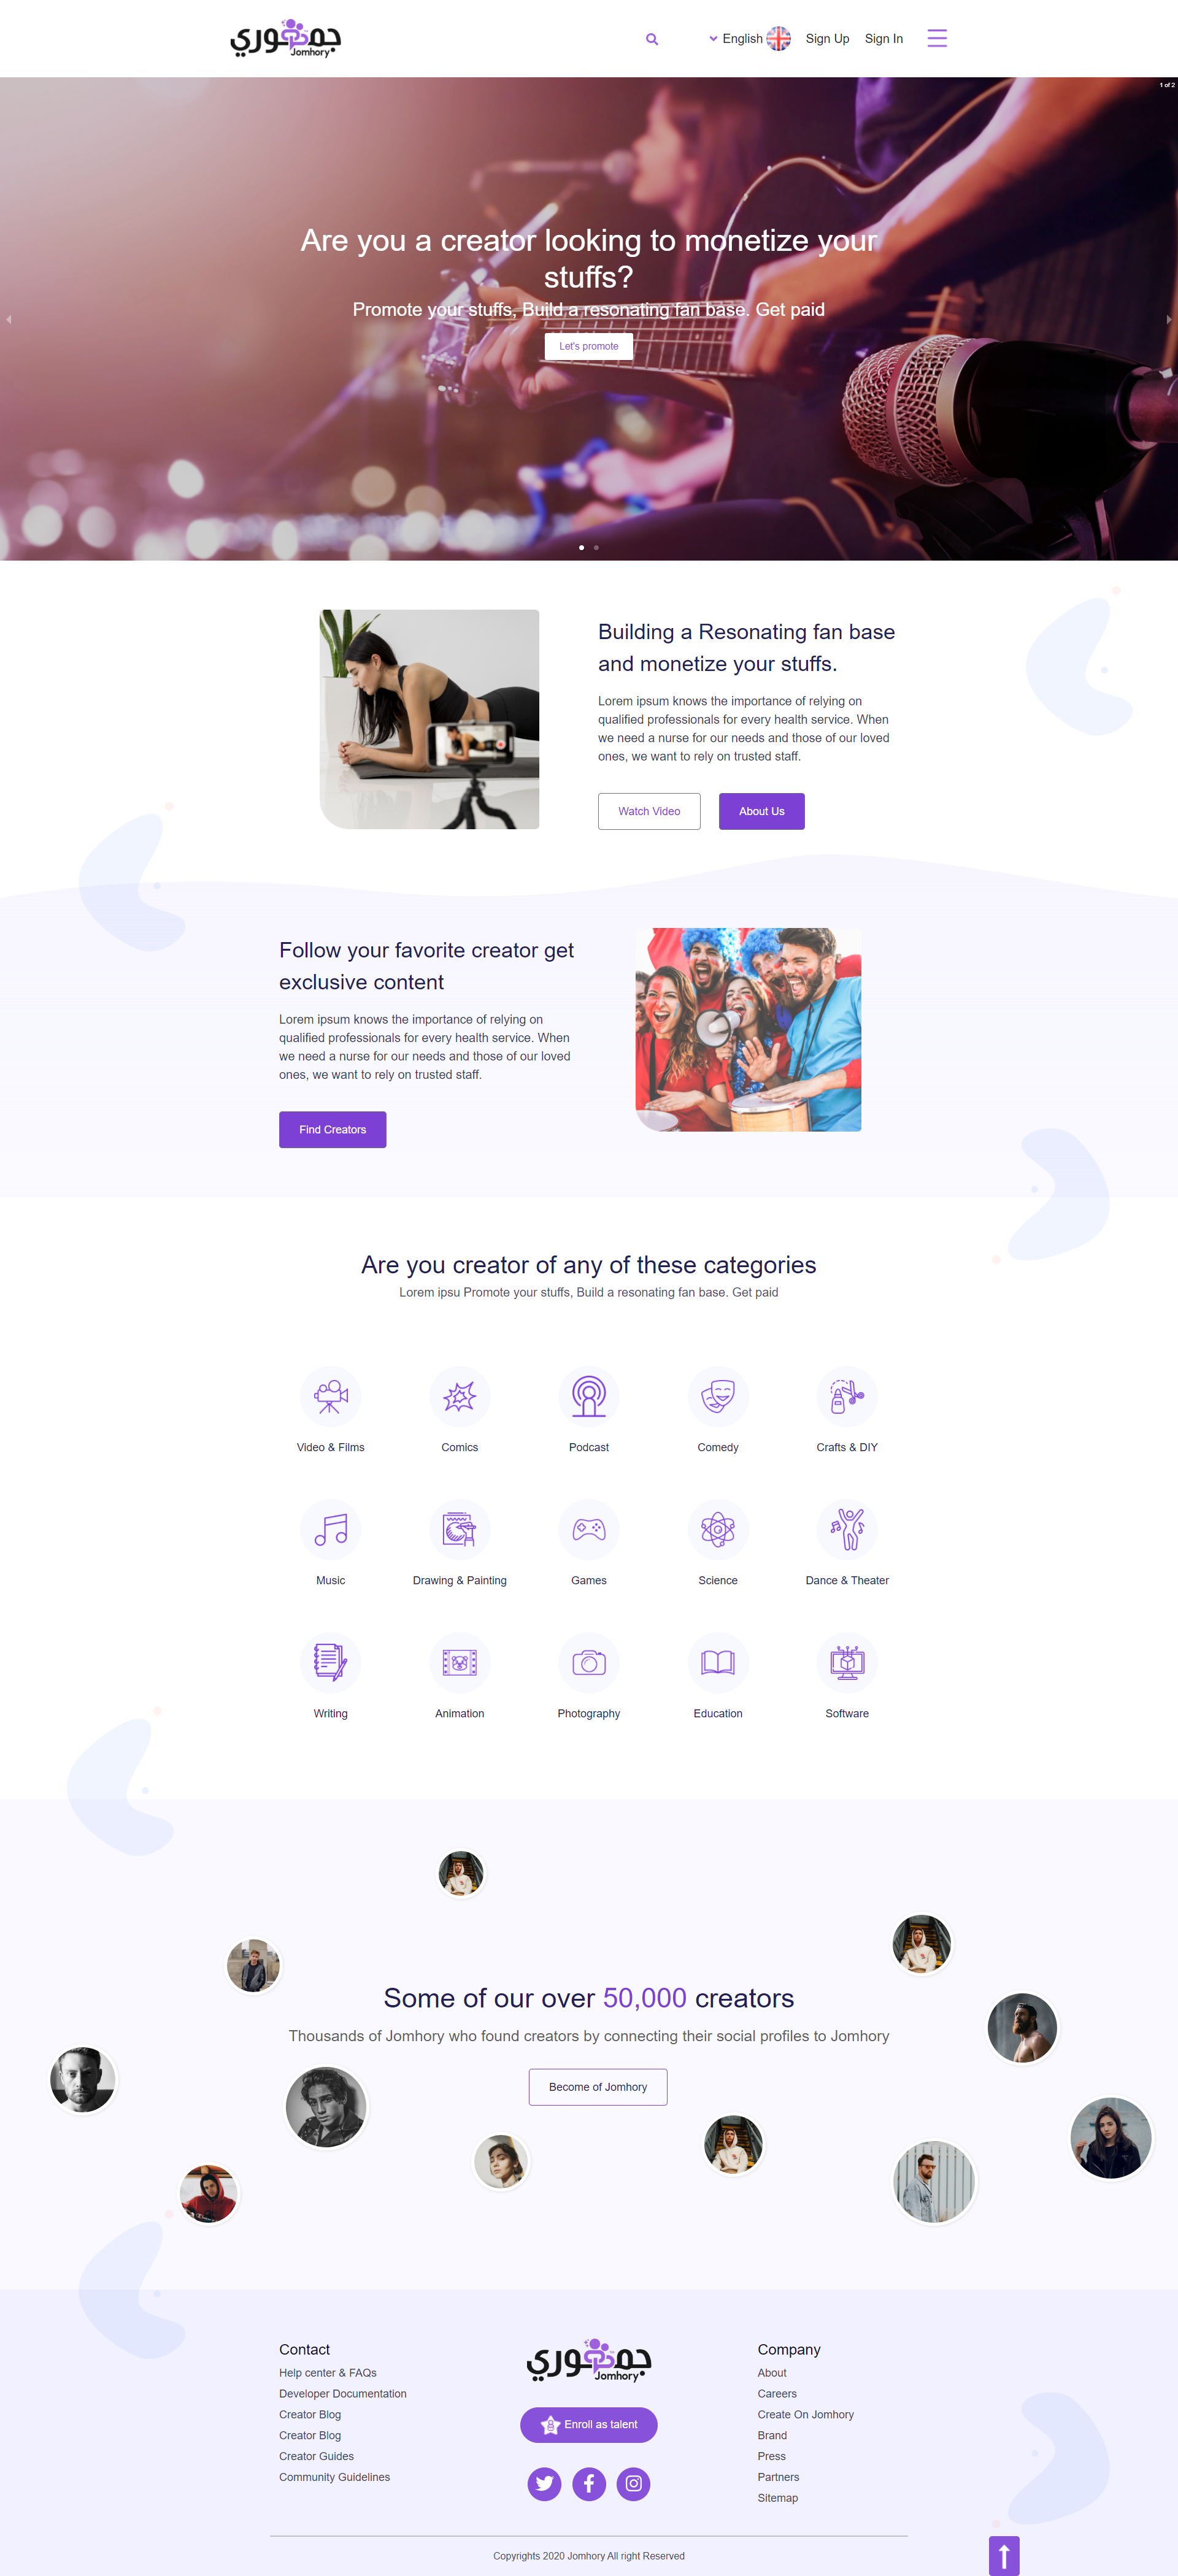 جمهوري
Jomhory
English
Sign Up
Sign In
1 of 2
Are you a creator looking to monetize your
stuffs?
Promote your stuffs, Build a resonating fan base. Get paid
Let's promote
Building a Resonating fan base
and monetize your stuffs.
Lorem ipsum knows the importance of relying on
qualified professionals for every health service. When
we need a nurse for our needs and those of our loved
ones, we want to rely on trusted staff.
Watch Video
About Us
Follow your favorite creator get
exclusive content
Lorem ipsum knows the importance of relying on
qualified professionals for every health service. When
we need a nurse for our needs and those of our loved
ones, we want to rely on trusted staff.
Find Creators
Are you creator of any of these categories
Lorem ipsu Promote your stuffs, Build a resonating fan base. Get paid
Video & Films
Comics
Podcast
Comedy
Crafts & DIY
Music
Drawing & Painting
Games
Science
Dance & Theater
Writing
Animation
Photography
Education
Software
Some of our over 50,000 creators
Thousands of Jomhory who found creators by connecting their social profiles to Jomhory
Become of Jomhory
Contact
Help center & FAQs
Developer Documentation
Creator Blog
Creator Blog
Creator Guides
Community Guidelines
جمهوري
Jomhory
Enroll as talent
Company
About
Careers
Create On Jomhory
Brand
Press
Partners
Sitemap
Copyrights 2020 Jomhory All right Reserved